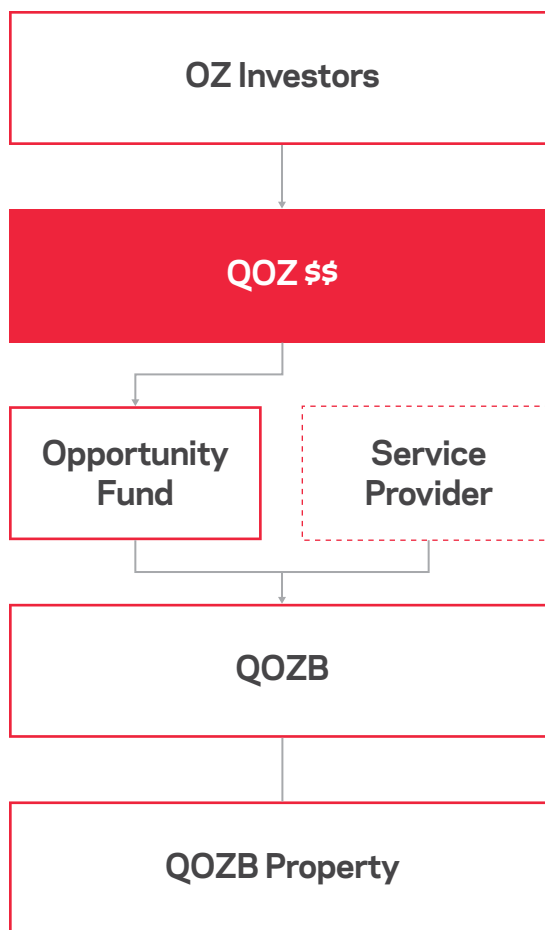 OZ Investors
QOZ $$
Opportunity
Fund
Service
Provider
QOZB
QOZB Property